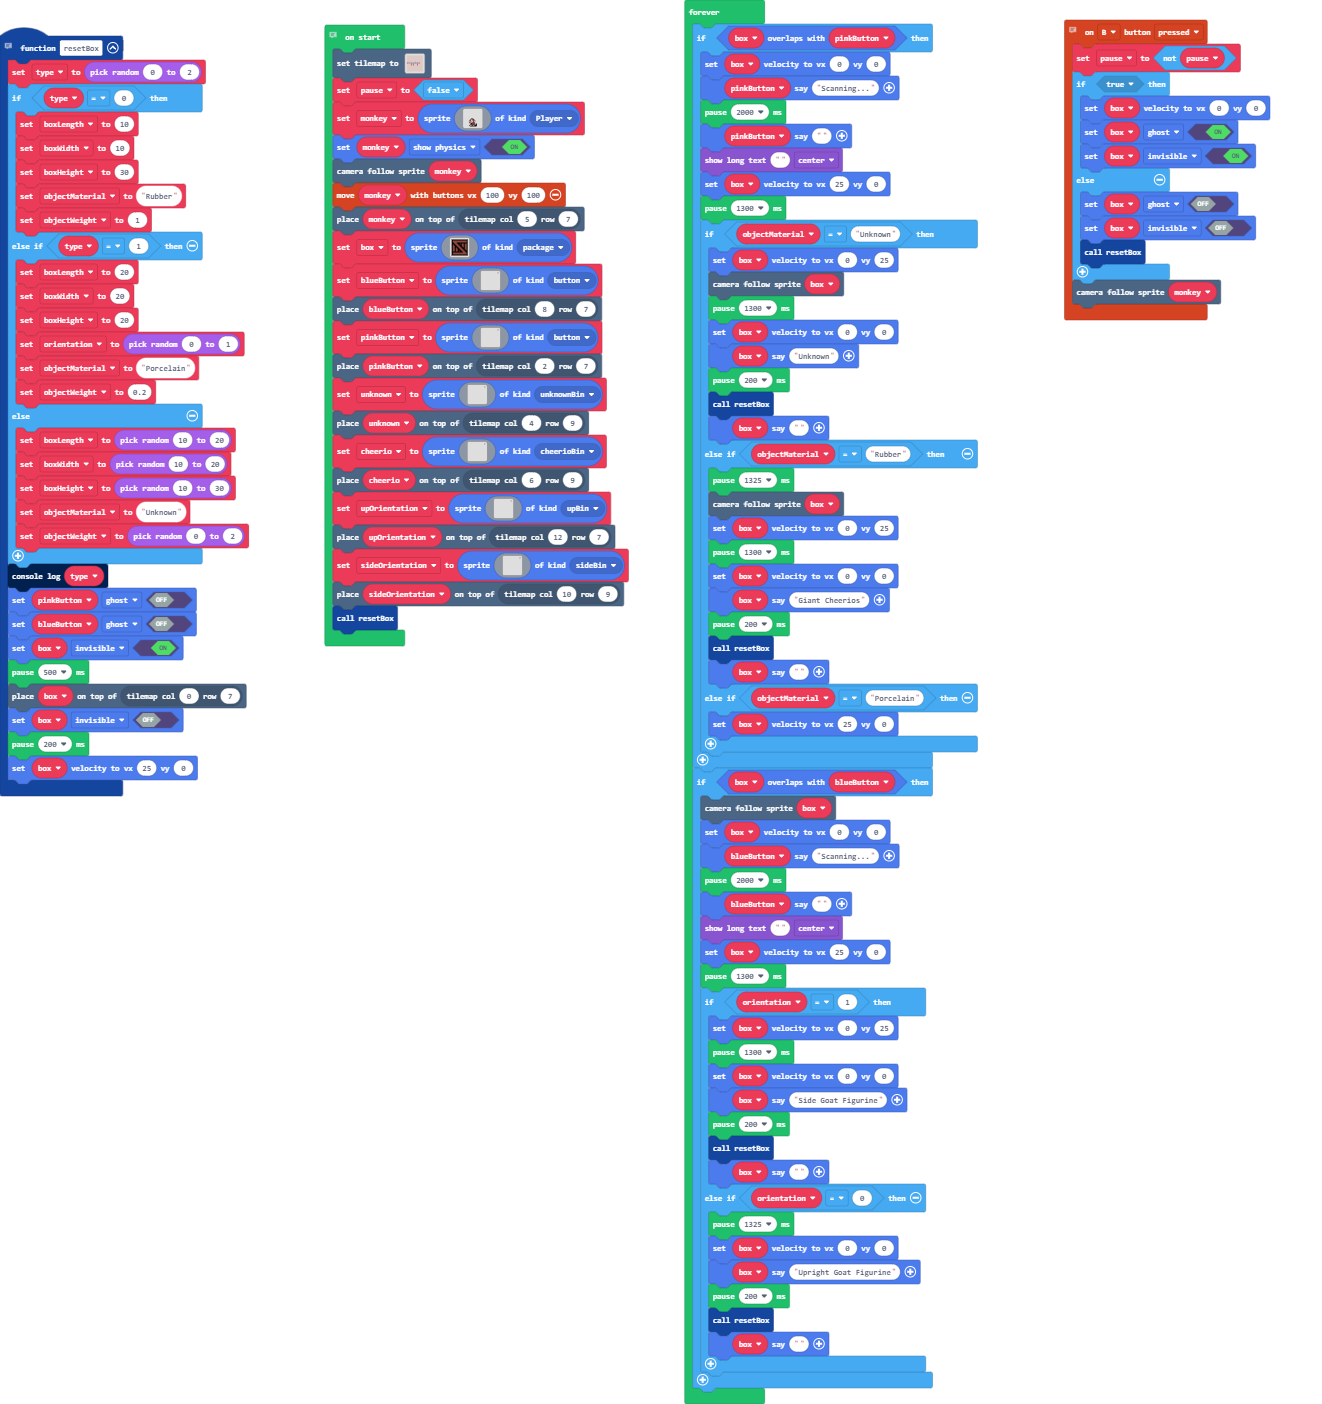 function resetBox
set type to pick random 0 to 2
if type = 0 then
set boxLength to 10
set boxWidth to 10
set boxHeight to 30
set objectMaterial to "Rubber"
set objectWeight to 1
else if type = 1 then
set boxLength to 20
set boxWidth to 20
set boxHeight to 20
set orientation to pick random 0 to 1
set objectMaterial to "Porcelain"
set objectWeight to 0.2
else
set boxLength to pick random 10 to 20
set boxWidth to pick random 10 to 20
set boxHeight to pick random 10 to 30
set objectMaterial to "Unknown"
set objectWeight to pick random 0 to 2
console log type
set pinkButton ghost OFF
set blueButton ghost OFF
set box invisible ON
pause 500 ms
place box on top of tilemap col 0 row 7
set box invisible OFF
pause 200 ms
set box velocity to vx 25 vy 0
on start
set tilemap to
set pause to false
set monkey to sprite of kind Player
set monkey show physics ON
camera follow sprite monkey
move monkey with buttons vx 100 vy 100
place monkey on top of tilemap col 5 row 7
set box to sprite of kind package
set blueButton to sprite of kind button
place blueButton on top of tilemap col 8 row 7
set pinkButton to sprite of kind button
place pinkButton on top of tilemap col 2 row 7
set unknown to sprite of kind unknownBin
place unknown on top of tilemap col 4 row 9
set cheerio to sprite of kind cheerioBin
place cheerio on top of tilemap col 6 row 9
set upOrientation to sprite of kind upBin
place upOrientation on top of tilemap col 12 row 7
set sideOrientation to sprite of kind sideBin
place sideOrientation on top of tilemap col 10 row 9
call resetBox
forever
if box overlaps with pinkButton then
set box velocity to vx 0 vy 0
pinkButton say "Scanning..."
pause 2000 ms
pinkButton say ""
show long text "" center
set box velocity to vx 25 vy 0
pause 1300 ms
if objectMaterial = "Unknown" then
set box velocity to vx 0 vy 25
camera follow sprite box
pause 1300 ms
set box velocity to vx 0 vy 0
box say "Unknown"
pause 200 ms
call resetBox
box say ""
else if objectMaterial = "Rubber" then
pause 1325 ms
camera follow sprite box
set box velocity to vx 0 vy 25
pause 1300 ms
set box velocity to vx 0 vy 0
box say "Giant Cheerios"
pause 200 ms
call resetBox
box say ""
else if objectMaterial = "Porcelain" then
set box velocity to vx 25 vy 0
if box overlaps with blueButton then
camera follow sprite box
set box velocity to vx 0 vy 0
blueButton say "Scanning..."
pause 2000 ms
blueButton say ""
show long text "" center
set box velocity to vx 25 vy 0
pause 1300 ms
if orientation = 1 then
set box velocity to vx 0 vy 25
pause 1300 ms
set box velocity to vx 0 vy 0
box say "Side Goat Figurine"
pause 200 ms
call resetBox
box say ""
else if orientation = 0 then
pause 1325 ms
set box velocity to vx 0 vy 0
box say "Upright Goat Figurine"
pause 200 ms
call resetBox
box say ""
on B button pressed
set pause to not pause
if true then
set box velocity to vx 0 vy 0
set box ghost ON
set box invisible ON
else
set box ghost OFF
set box invisible OFF
call resetBox
camera follow sprite monkey